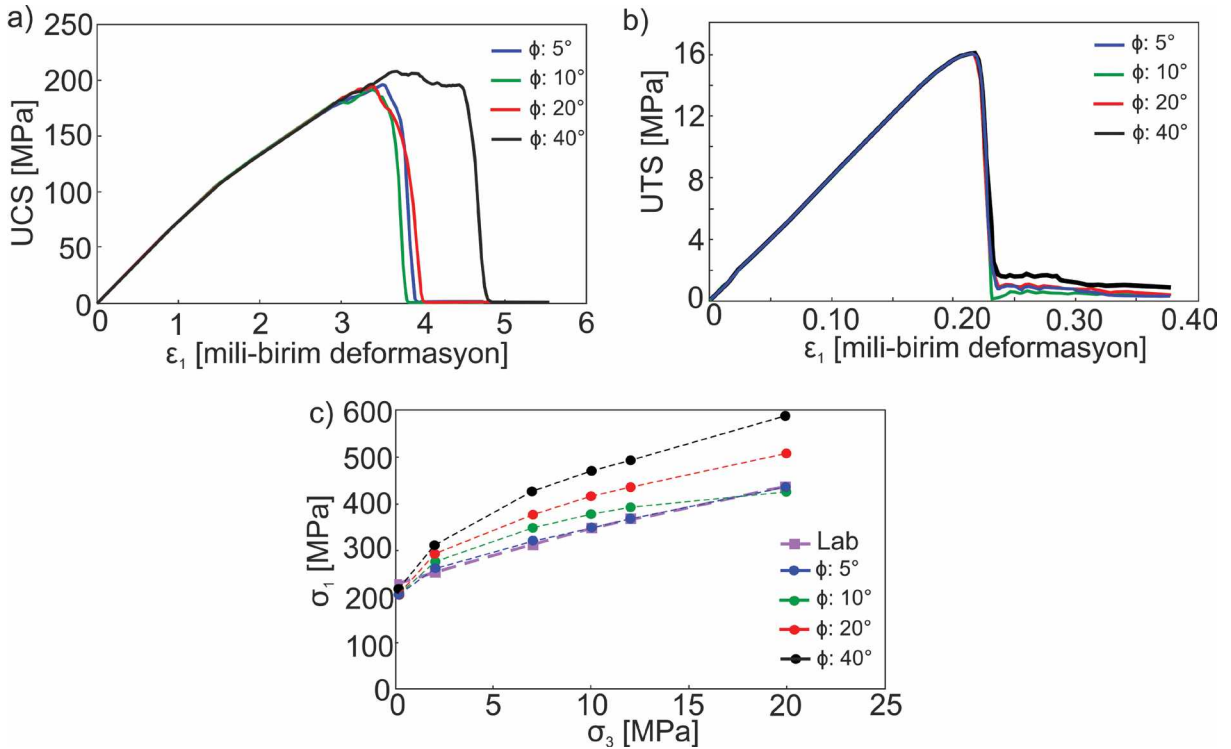 a)
250
200
150
100
50
0
UCS [MPa]
ϕ: 5°
ϕ: 10°
ϕ: 20°
ϕ: 40°
0 1 2 3 4 5 6
ε₁ [mili-birim deformasyon]
b)
16
12
8
4
0
UTS [MPa]
ϕ: 5°
ϕ: 10°
ϕ: 20°
ϕ: 40°
0 0.10 0.20 0.30 0.40
ε₁ [mili-birim deformasyon]
c)
600
500
400
300
200
100
0
σ₁ [MPa]
Lab
ϕ: 5°
ϕ: 10°
ϕ: 20°
ϕ: 40°
0 5 10 15 20 25
σ₃ [MPa]